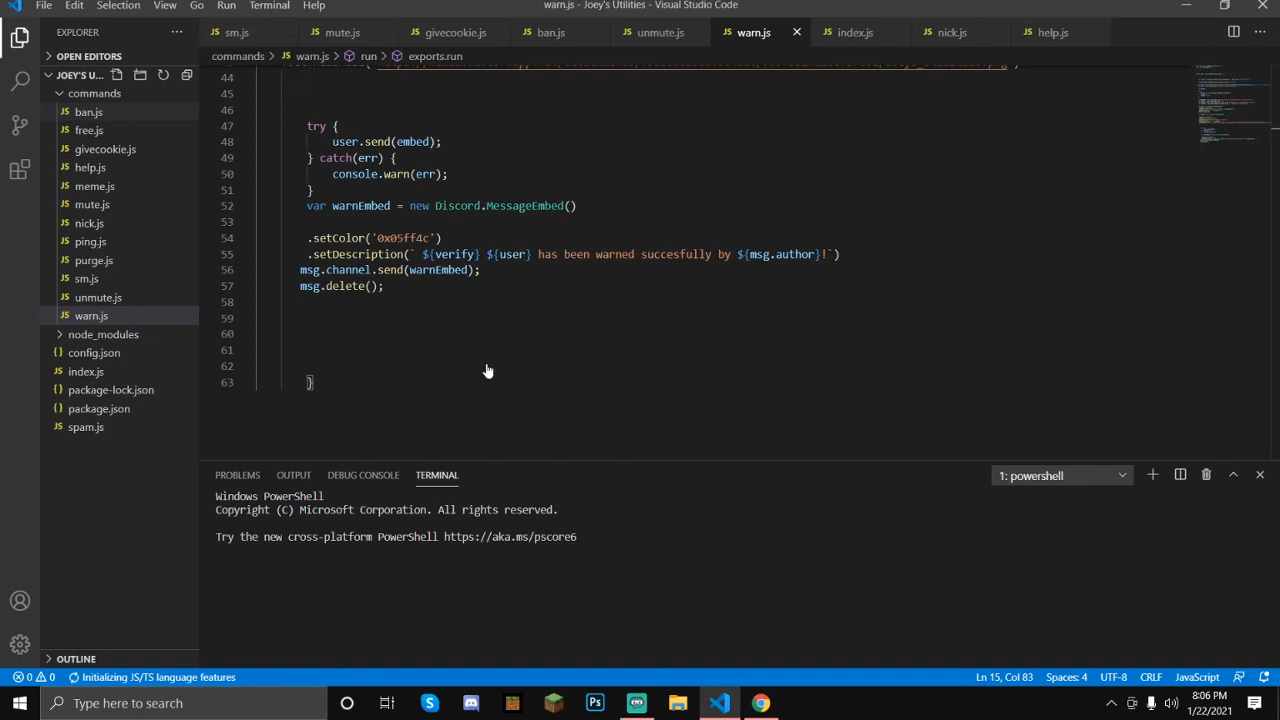 File Edit Selection View Go Run Terminal Help warn.js - Joey's Utilities - Visual Studio Code
EXPLORER
sm.js mute.js givecookie.js ban.js unmute.js warn.js index.js nick.js help.js
OPEN EDITORS
commands > warn.js > run > exports.run
JOEY'S U...
commands
ban.js
free.js
givecookie.js
help.js
meme.js
mute.js
nick.js
ping.js
purge.js
sm.js
unmute.js
warn.js
node_modules
config.json
index.js
package-lock.json
package.json
spam.js
OUTLINE
44
45
46
47 try {
48 user.send(embed);
49 } catch(err) {
50 console.warn(err);
51 }
52 var warnEmbed = new Discord.MessageEmbed()
53
54 .setColor('0x05ff4c')
55 .setDescription(` ${verify} ${user} has been warned succesfully by ${msg.author}!`)
56 msg.channel.send(warnEmbed);
57 msg.delete();
58
59
60
61
62
63 }
PROBLEMS OUTPUT DEBUG CONSOLE TERMINAL 1: powershell
Windows PowerShell
Copyright (C) Microsoft Corporation. All rights reserved.
Try the new cross-platform PowerShell https://aka.ms/pscore6
0 0 Initializing JS/TS language features Ln 15, Col 83 Spaces: 4 UTF-8 CRLF JavaScript
Type here to search
8:06 PM
1/22/2021